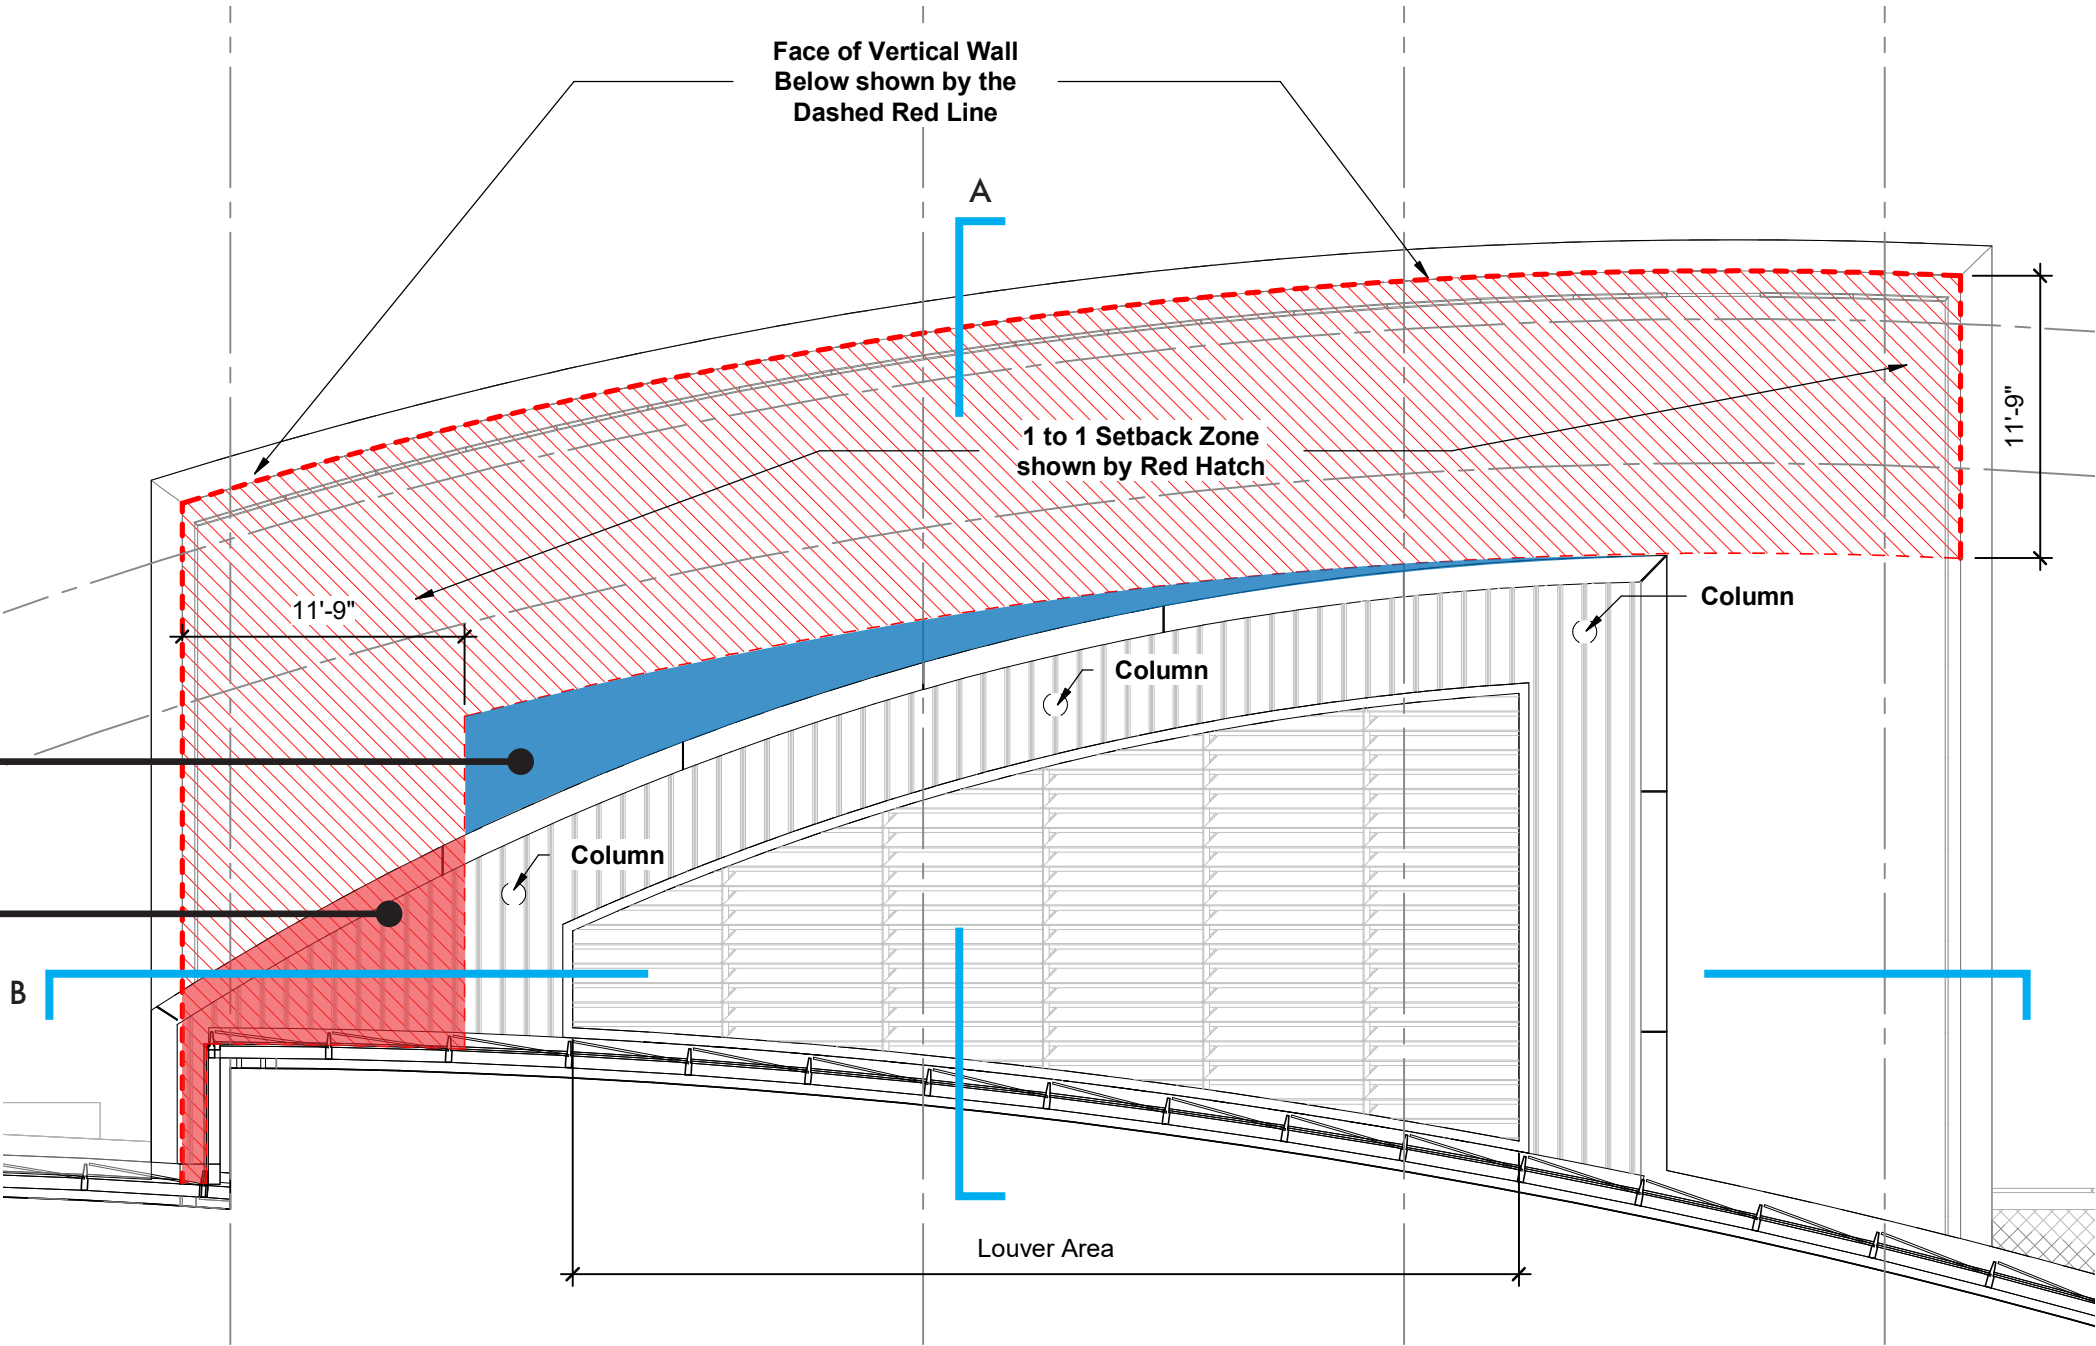 Face of Vertical Wall
Below shown by the
Dashed Red Line
A
1 to 1 Setback Zone
shown by Red Hatch
11'-9"
11'-9"
Column
Column
Column
B
Louver Area